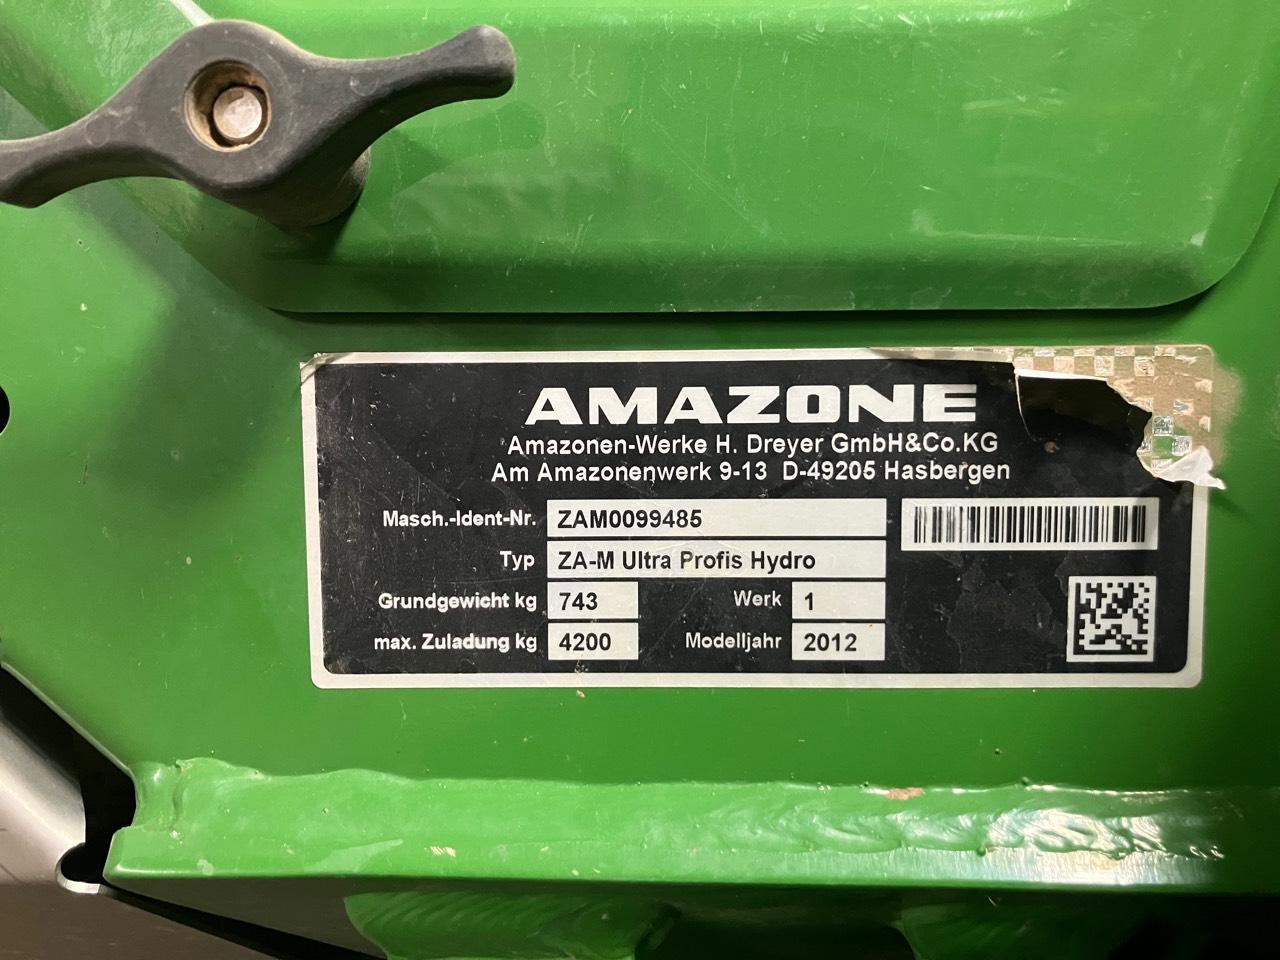 AMAZONE
Amazonen-Werke H. Dreyer GmbH&Co.KG
Am Amazonenwerk 9-13 D-49205 Hasbergen
Masch.-Ident-Nr. ZAM0099485
Typ ZA-M Ultra Profis Hydro
Grundgewicht kg 743 Werk 1
max. Zuladung kg 4200 Modelljahr 2012